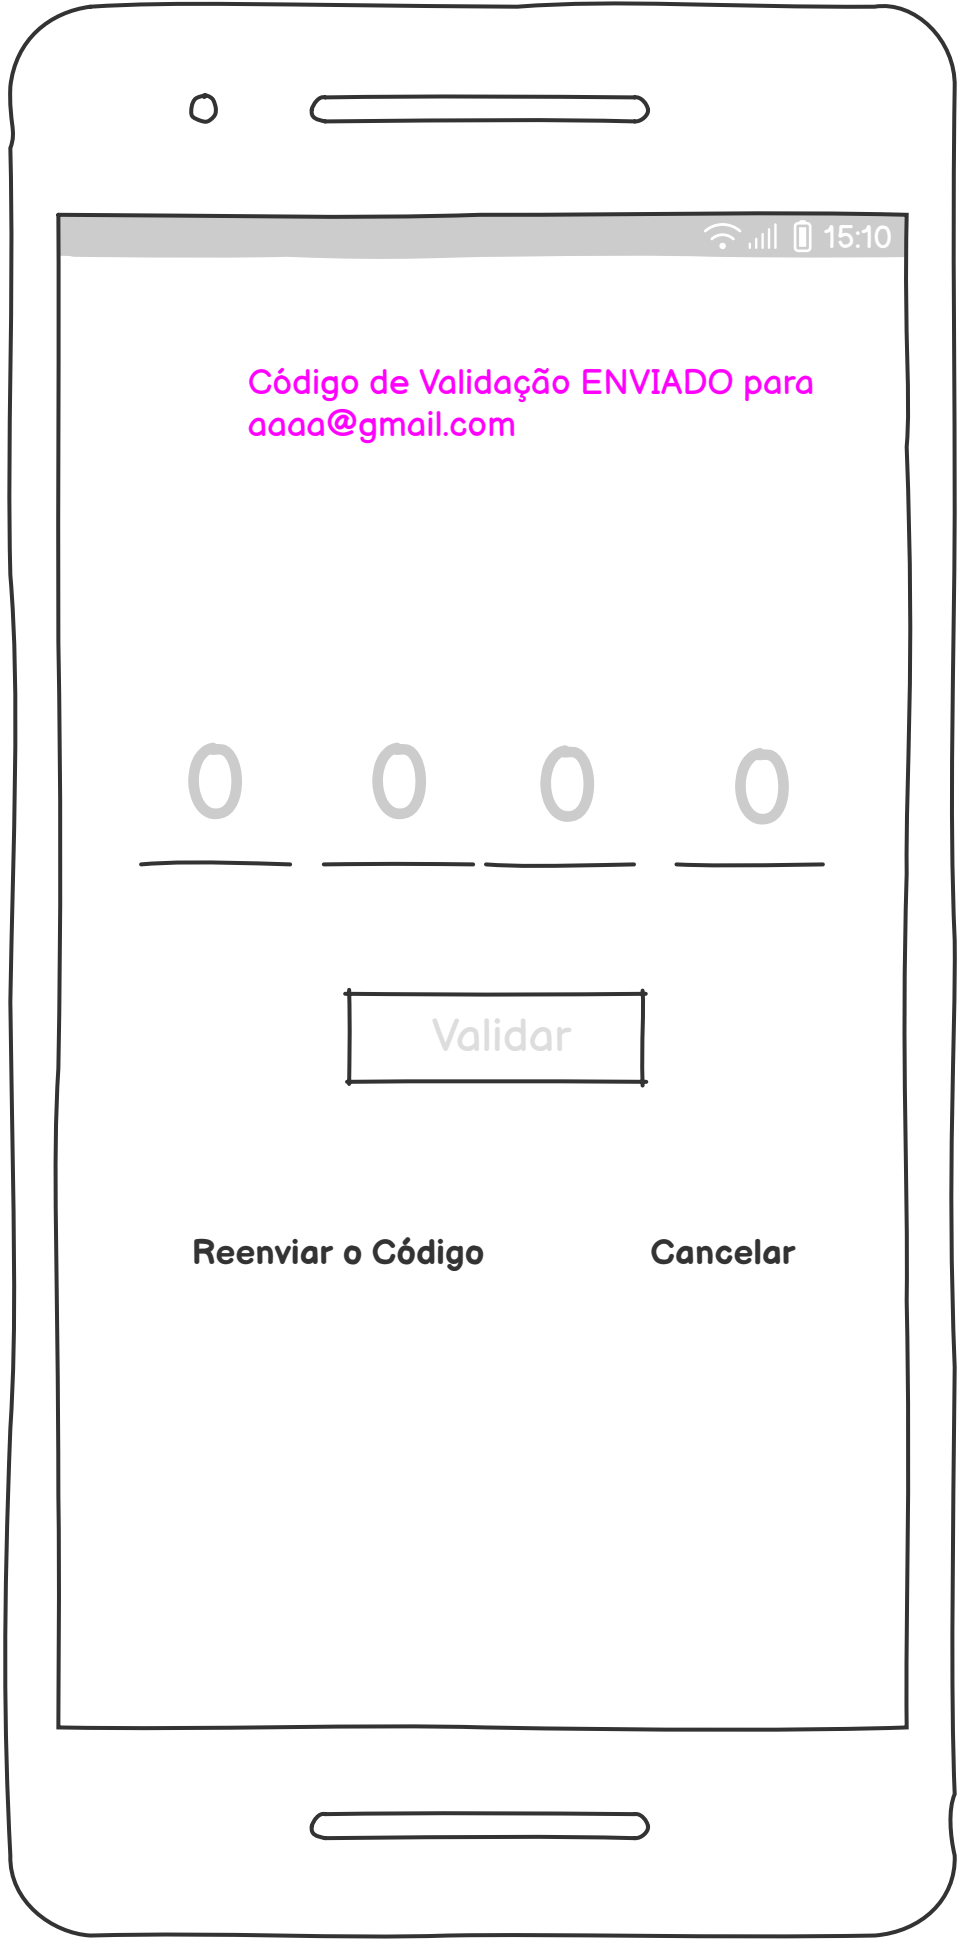 15:10
Código de Validação ENVIADO para
aaaa@gmail.com
0 0 0 0
Validar
Reenviar o Código Cancelar